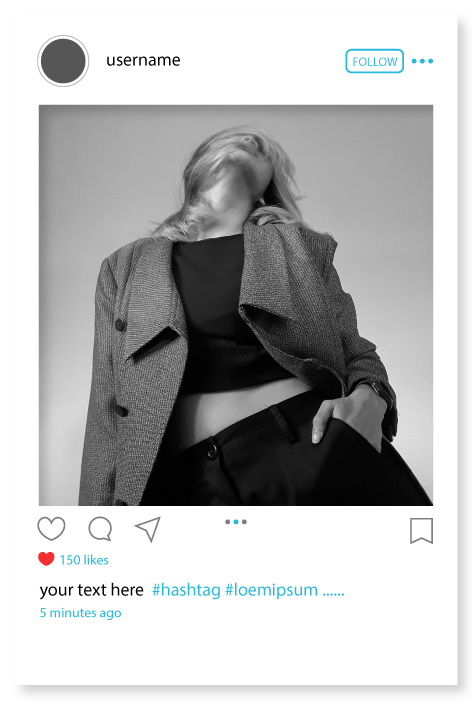 username
FOLLOW
150 likes
your text here #hashtag #loemipsum ......
5 minutes ago